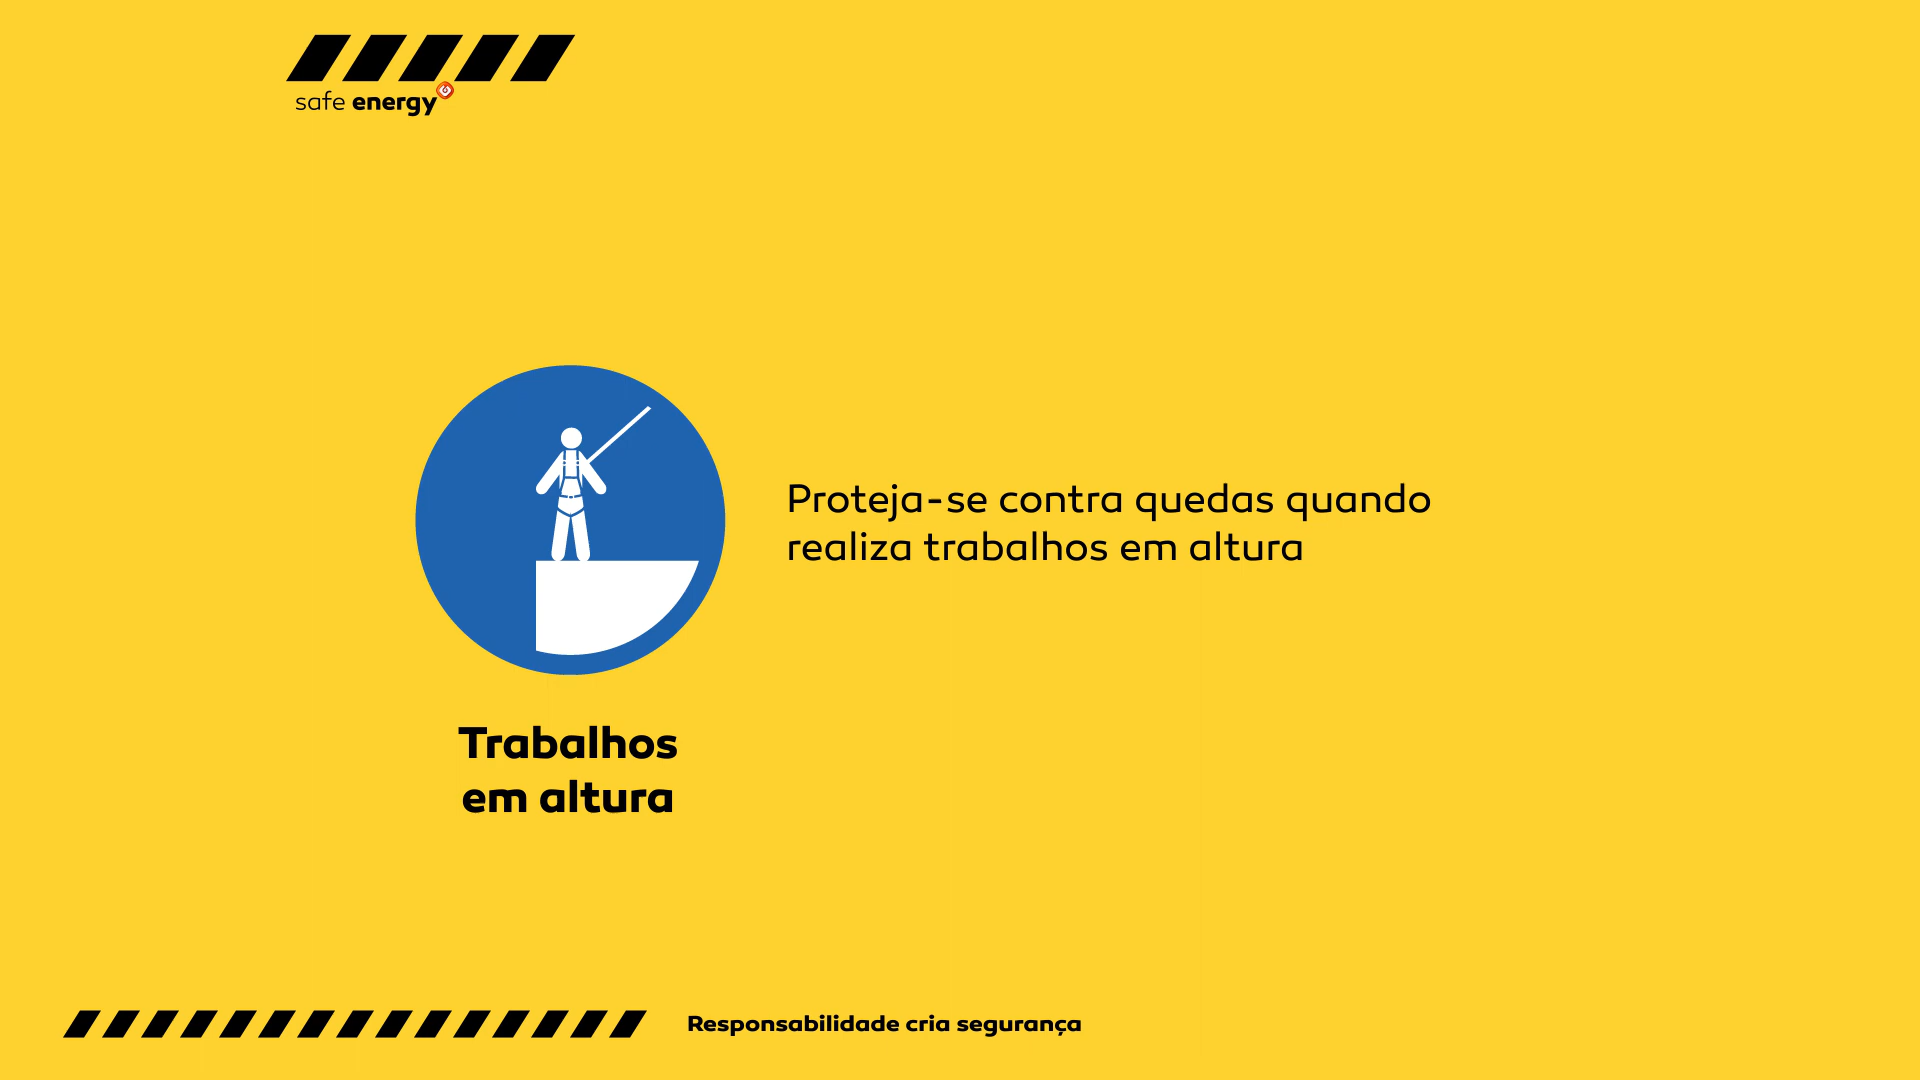 safe energy
Proteja-se contra quedas quando
realiza trabalhos em altura
Trabalhos
em altura
Responsabilidade cria segurança